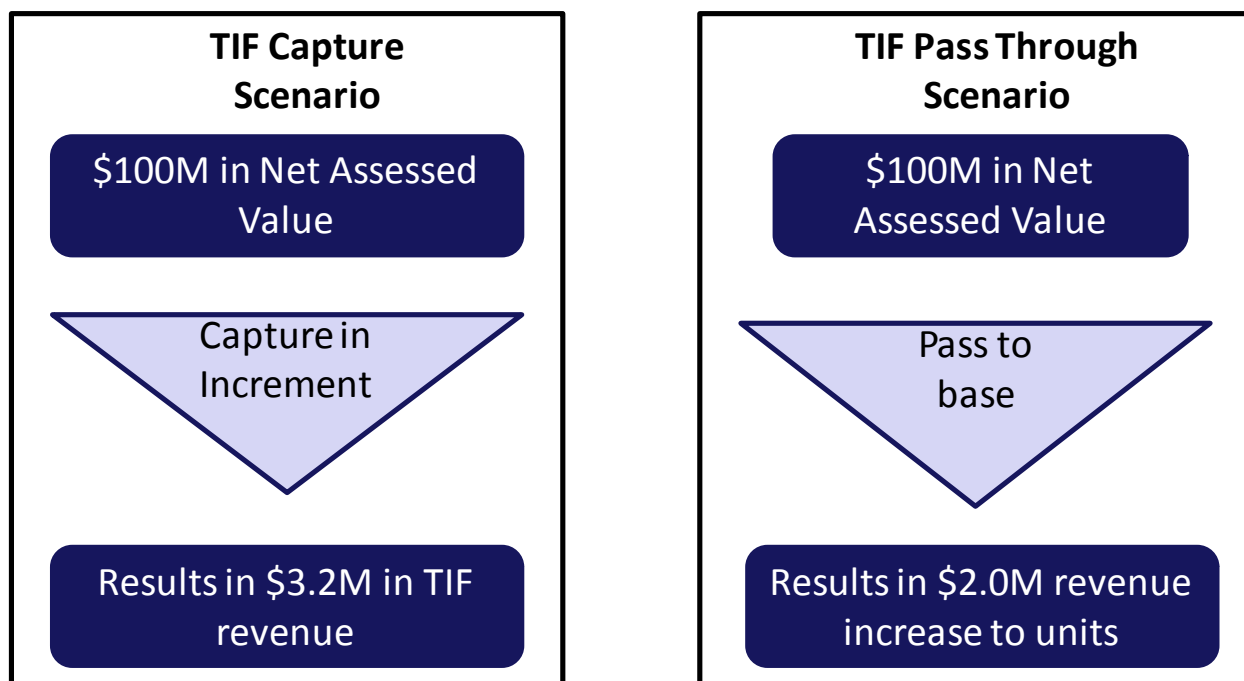 TIF Capture
Scenario
$100M in Net Assessed
Value
Capture in
Increment
Results in $3.2M in TIF
revenue
TIF Pass Through
Scenario
$100M in Net
Assessed Value
Pass to
base
Results in $2.0M revenue
increase to units